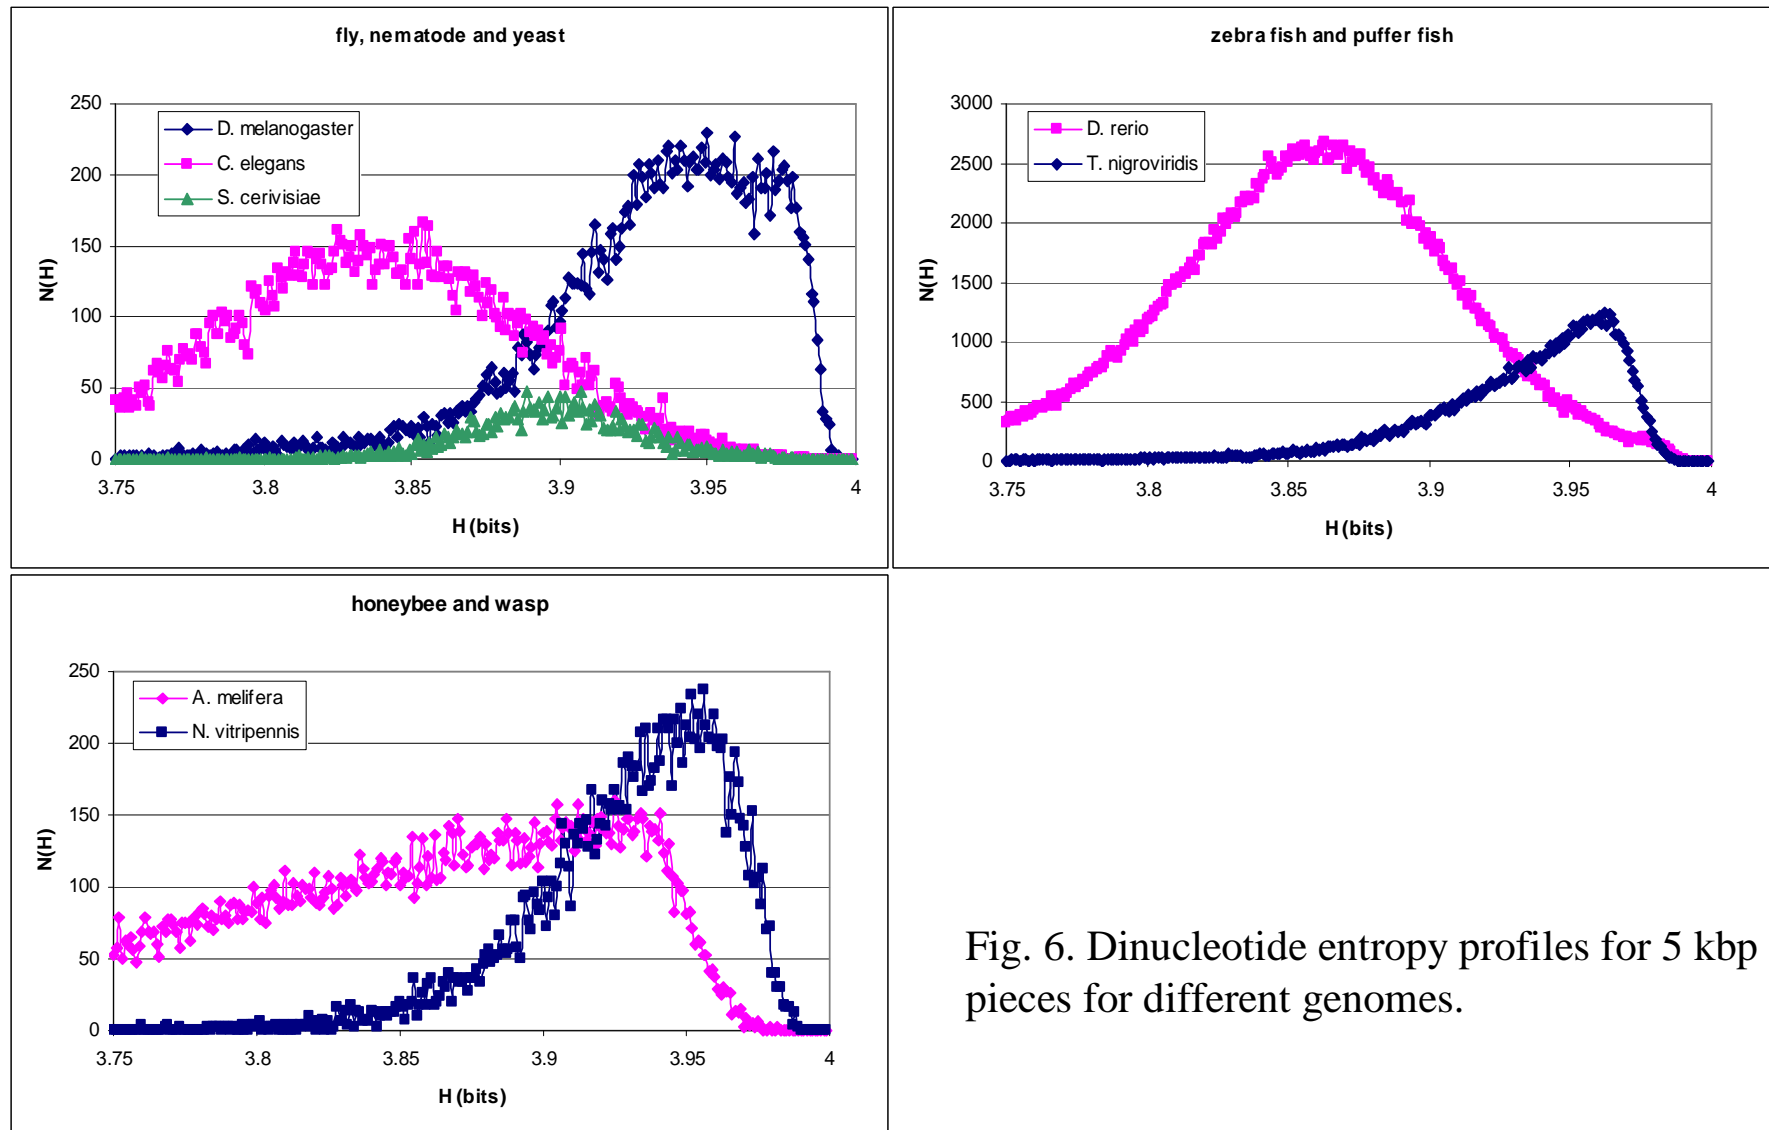 fly, nematode and yeast
250
200
150
100
50
0
N(H)
D. melanogaster
C. elegans
S. cerivisiae
3.75 3.8 3.85 3.9 3.95 4
H (bits)
zebra fish and puffer fish
3000
2500
2000
1500
1000
500
0
N(H)
D. rerio
T. nigroviridis
3.75 3.8 3.85 3.9 3.95 4
H (bits)
honeybee and wasp
250
200
150
100
50
0
N(H)
A. melifera
N. vitripennis
3.75 3.8 3.85 3.9 3.95 4
H (bits)
Fig. 6. Dinucleotide entropy profiles for 5 kbp
pieces for different genomes.